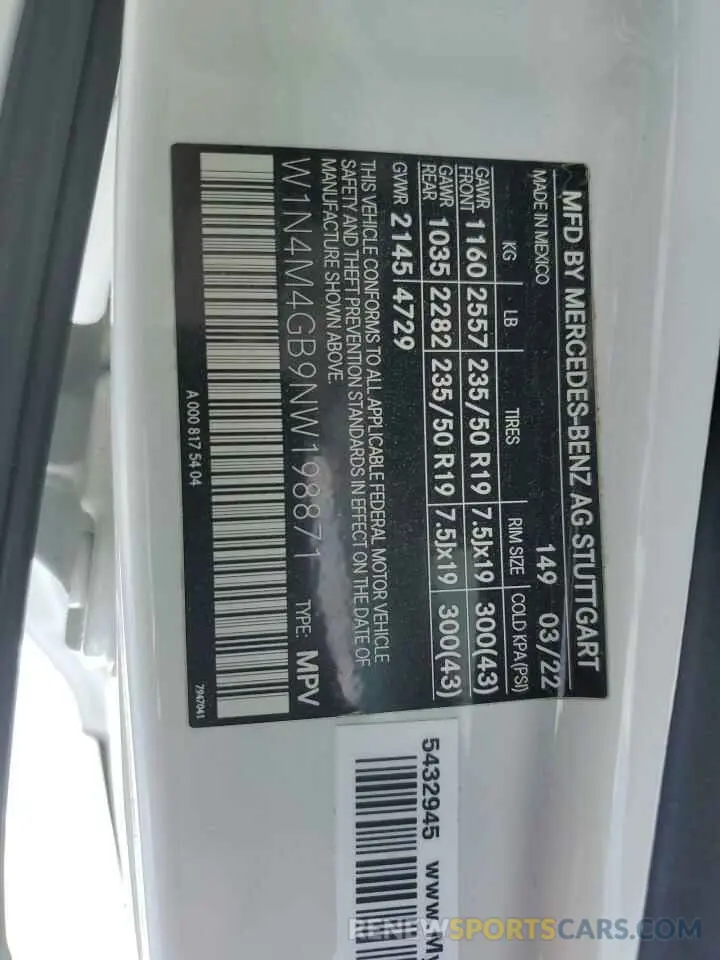 MFD BY MERCEDES-BENZ AG STUTTGART
MADE IN MEXICO 149 03/22
KG LB TIRES RIM SIZE COLD KPA(PSI)
GAWR FRONT 1160 2557 235/50 R19 7.5Jx19 300(43)
GAWR REAR 1035 2282 235/50 R19 7.5Jx19 300(43)
GVWR 2145 4729
THIS VEHICLE CONFORMS TO ALL APPLICABLE FEDERAL MOTOR VEHICLE
SAFETY AND THEFT PREVENTION STANDARDS IN EFFECT ON THE DATE OF
MANUFACTURE SHOWN ABOVE.
W1N4M4GB9NW198871 TYPE: MPV
A 000 817 54 04 7947041
5432945 www.My
RENEWSPORTSCARS.COM